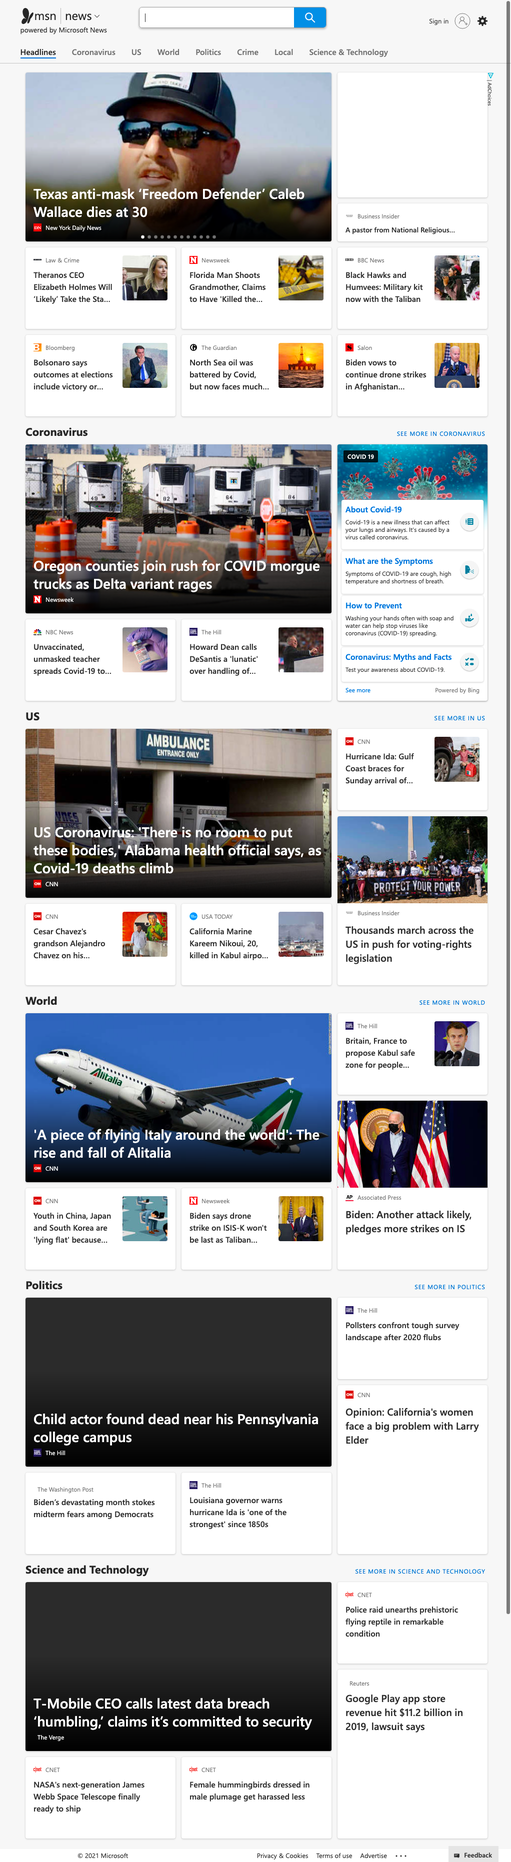 msn | news
powered by Microsoft News
Sign in
Headlines
Coronavirus
US
World
Politics
Crime
Local
Science & Technology
Texas anti-mask ‘Freedom Defender’ Caleb
Wallace dies at 30
New York Daily News
AdChoices
Business Insider
A pastor from National Religious...
Law & Crime
Theranos CEO
Elizabeth Holmes Will
‘Likely’ Take the Sta...
Newsweek
Florida Man Shoots
Grandmother, Claims
to Have 'Killed the...
BBC News
Black Hawks and
Humvees: Military kit
now with the Taliban
Bloomberg
Bolsonaro says
outcomes at elections
include victory or...
The Guardian
North Sea oil was
battered by Covid,
but now faces much...
Salon
Biden vows to
continue drone strikes
in Afghanistan...
Coronavirus
SEE MORE IN CORONAVIRUS
Oregon counties join rush for COVID morgue
trucks as Delta variant rages
Newsweek
COVID 19
About Covid-19
Covid-19 is a new illness that can affect
your lungs and airways. It's caused by a
virus called coronavirus.
What are the Symptoms
Symptoms of COVID-19 are cough, high
temperature and shortness of breath.
How to Prevent
Washing your hands often with soap and
water can help stop viruses like
coronavirus (COVID-19) spreading.
Coronavirus: Myths and Facts
Test your awareness about COVID-19.
See more
Powered by Bing
NBC News
Unvaccinated,
unmasked teacher
spreads Covid-19 to...
The Hill
Howard Dean calls
DeSantis a 'lunatic'
over handling of...
US
SEE MORE IN US
AMBULANCE
ENTRANCE ONLY
US Coronavirus: 'There is no room to put
these bodies,' Alabama health official says, as
Covid-19 deaths climb
CNN
CNN
Hurricane Ida: Gulf
Coast braces for
Sunday arrival of...
PROTECT YOUR POWER
Business Insider
Thousands march across the
US in push for voting-rights
legislation
CNN
Cesar Chavez's
grandson Alejandro
Chavez on his...
USA TODAY
California Marine
Kareem Nikoui, 20,
killed in Kabul airpo...
World
SEE MORE IN WORLD
Alitalia
'A piece of flying Italy around the world': The
rise and fall of Alitalia
CNN
The Hill
Britain, France to
propose Kabul safe
zone for people...
Associated Press
Biden: Another attack likely,
pledges more strikes on IS
CNN
Youth in China, Japan
and South Korea are
'lying flat' because...
Newsweek
Biden says drone
strike on ISIS-K won't
be last as Taliban...
Politics
SEE MORE IN POLITICS
Child actor found dead near his Pennsylvania
college campus
The Hill
The Hill
Pollsters confront tough survey
landscape after 2020 flubs
CNN
Opinion: California's women
face a big problem with Larry
Elder
The Washington Post
Biden’s devastating month stokes
midterm fears among Democrats
The Hill
Louisiana governor warns
hurricane Ida is 'one of the
strongest' since 1850s
Science and Technology
SEE MORE IN SCIENCE AND TECHNOLOGY
T-Mobile CEO calls latest data breach
‘humbling,’ claims it’s committed to security
The Verge
CNET
Police raid unearths prehistoric
flying reptile in remarkable
condition
Reuters
Google Play app store
revenue hit $11.2 billion in
2019, lawsuit says
CNET
NASA's next-generation James
Webb Space Telescope finally
ready to ship
CNET
Female hummingbirds dressed in
male plumage get harassed less
© 2021 Microsoft
Privacy & Cookies
Terms of use
Advertise
Feedback